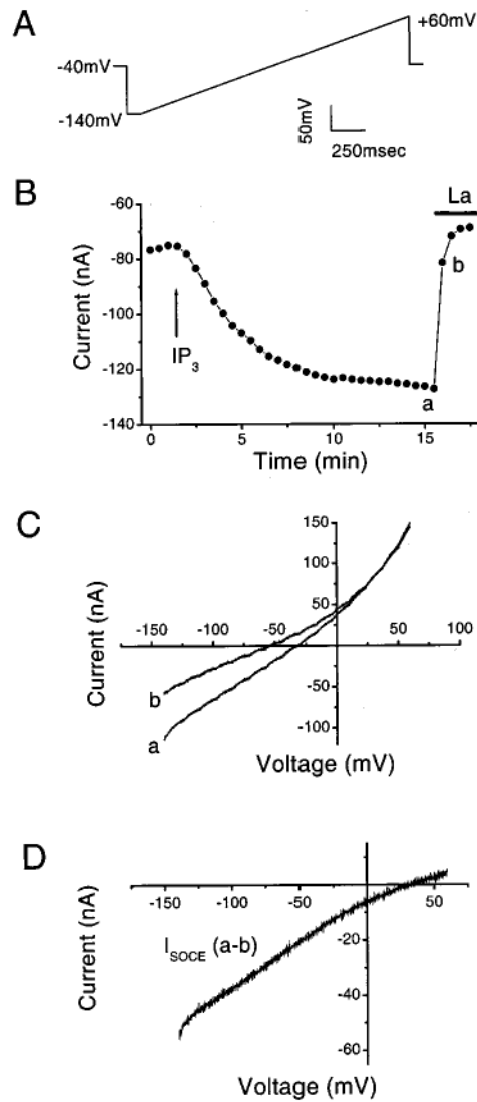 A
-40mV
+60mV
-140mV
50mV
250msec
B
Current (nA)
-60
-80
-100
-120
-140
IP3
La
b
a
0
5
10
15
Time (min)
C
Current (nA)
150
100
50
-150
-100
-50
0
50
100
-50
-100
b
a
Voltage (mV)
D
Current (nA)
-150
-100
-50
0
50
-20
-40
-60
ISOCE (a-b)
Voltage (mV)